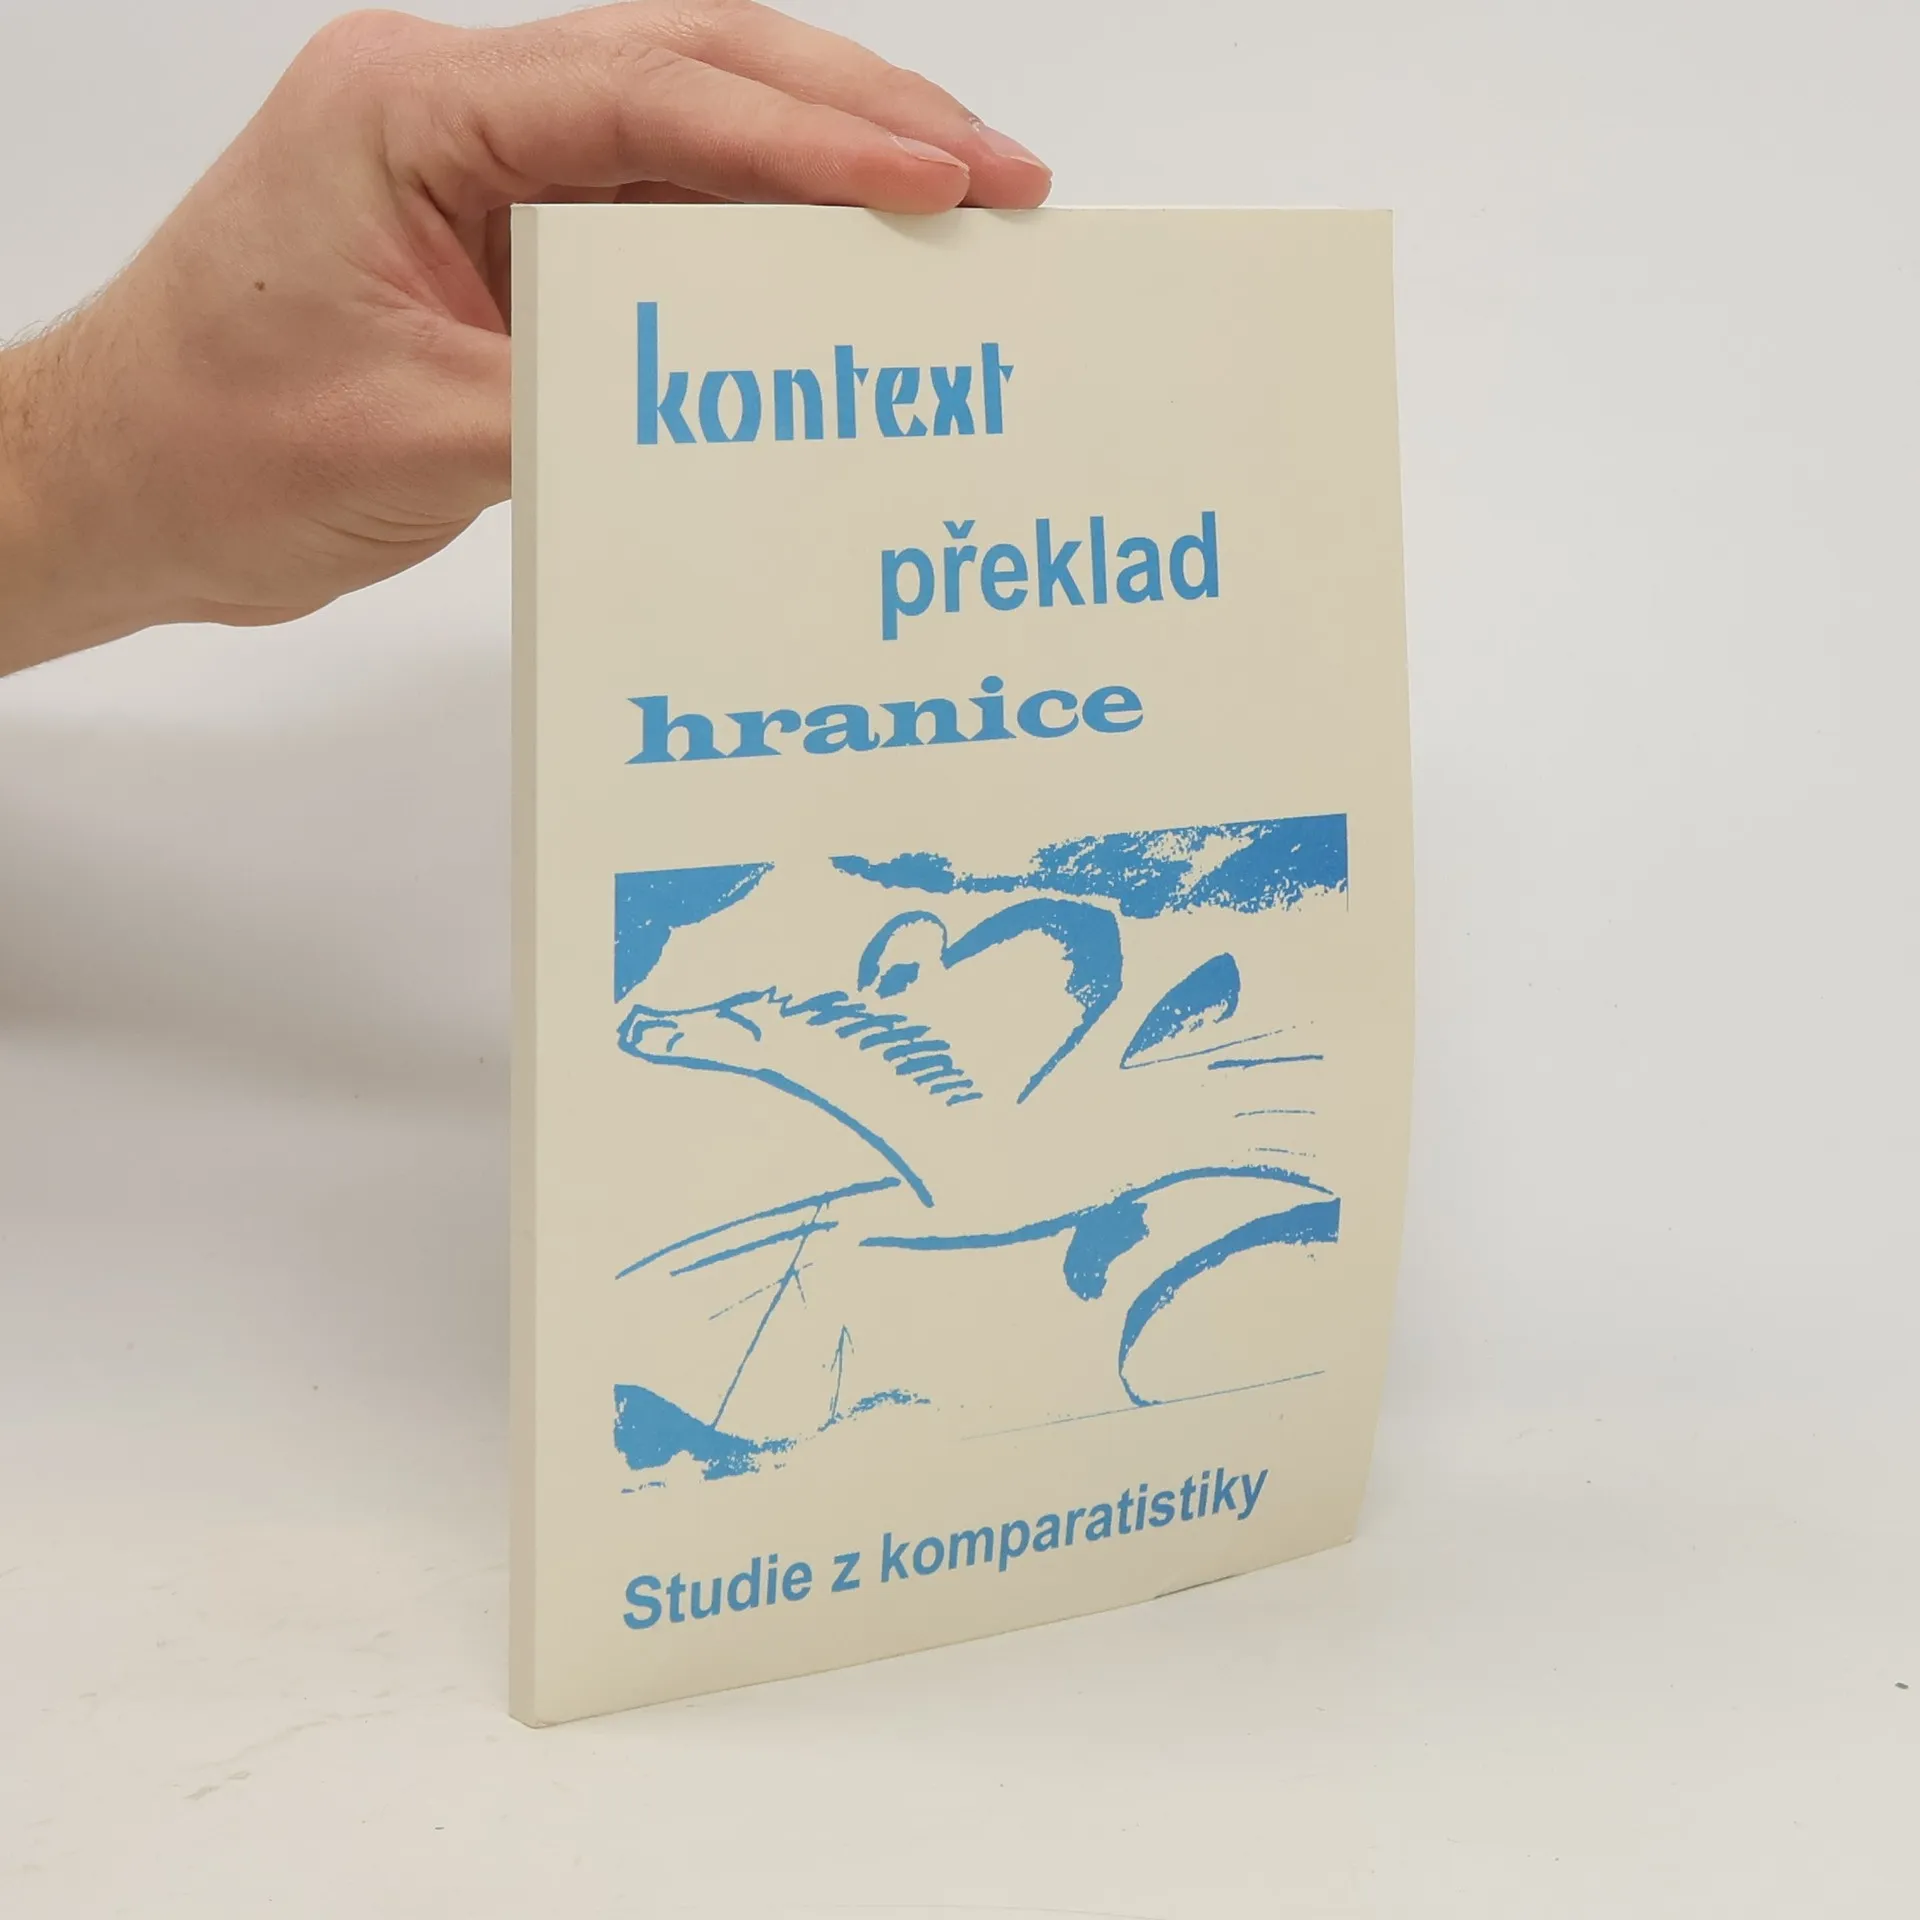 kontext
překlad
hranice
Studie z komparatistiky